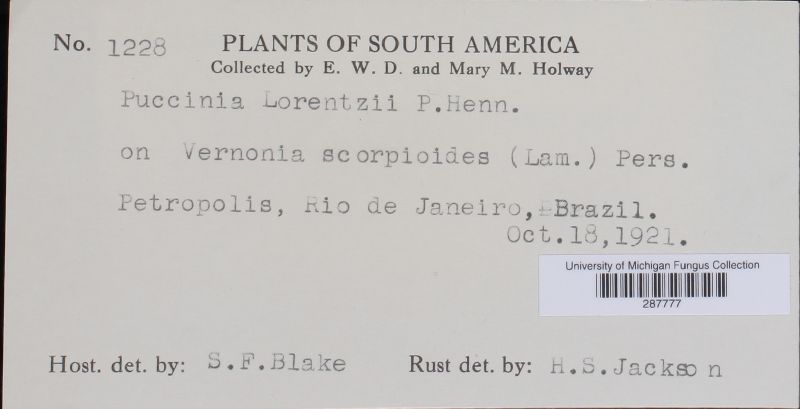 No. 1228 PLANTS OF SOUTH AMERICA
Collected by E. W. D. and Mary M. Holway
Puccinia Lorentzii P.Henn.
on Vernonia scorpioides (Lam.) Pers.
Petropolis, Rio de Janeiro, Brazil.
Oct.18,1921.
University of Michigan Fungus Collection
287777
Host. det. by: S.F.Blake Rust det. by: H.S.Jackson